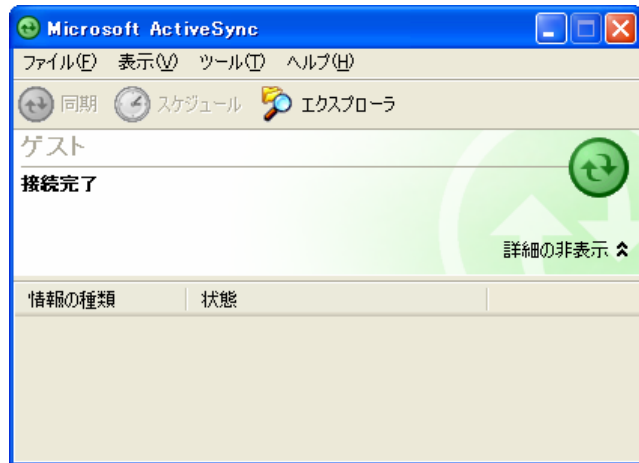 Microsoft ActiveSync
ファイル(F) 表示(V) ツール(T) ヘルプ(H)
同期 スケジュール エクスプローラ
ゲスト
接続完了
詳細の非表示
情報の種類 状態